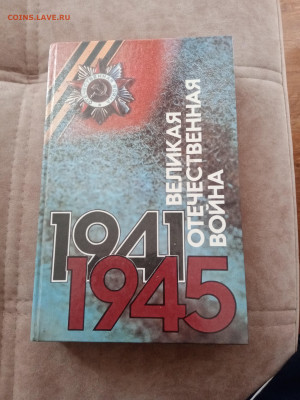 COINS.LAVE.RU
ВЕЛИКАЯ
ОТЕЧЕСТВЕННАЯ
ВОЙНА
1941
1945